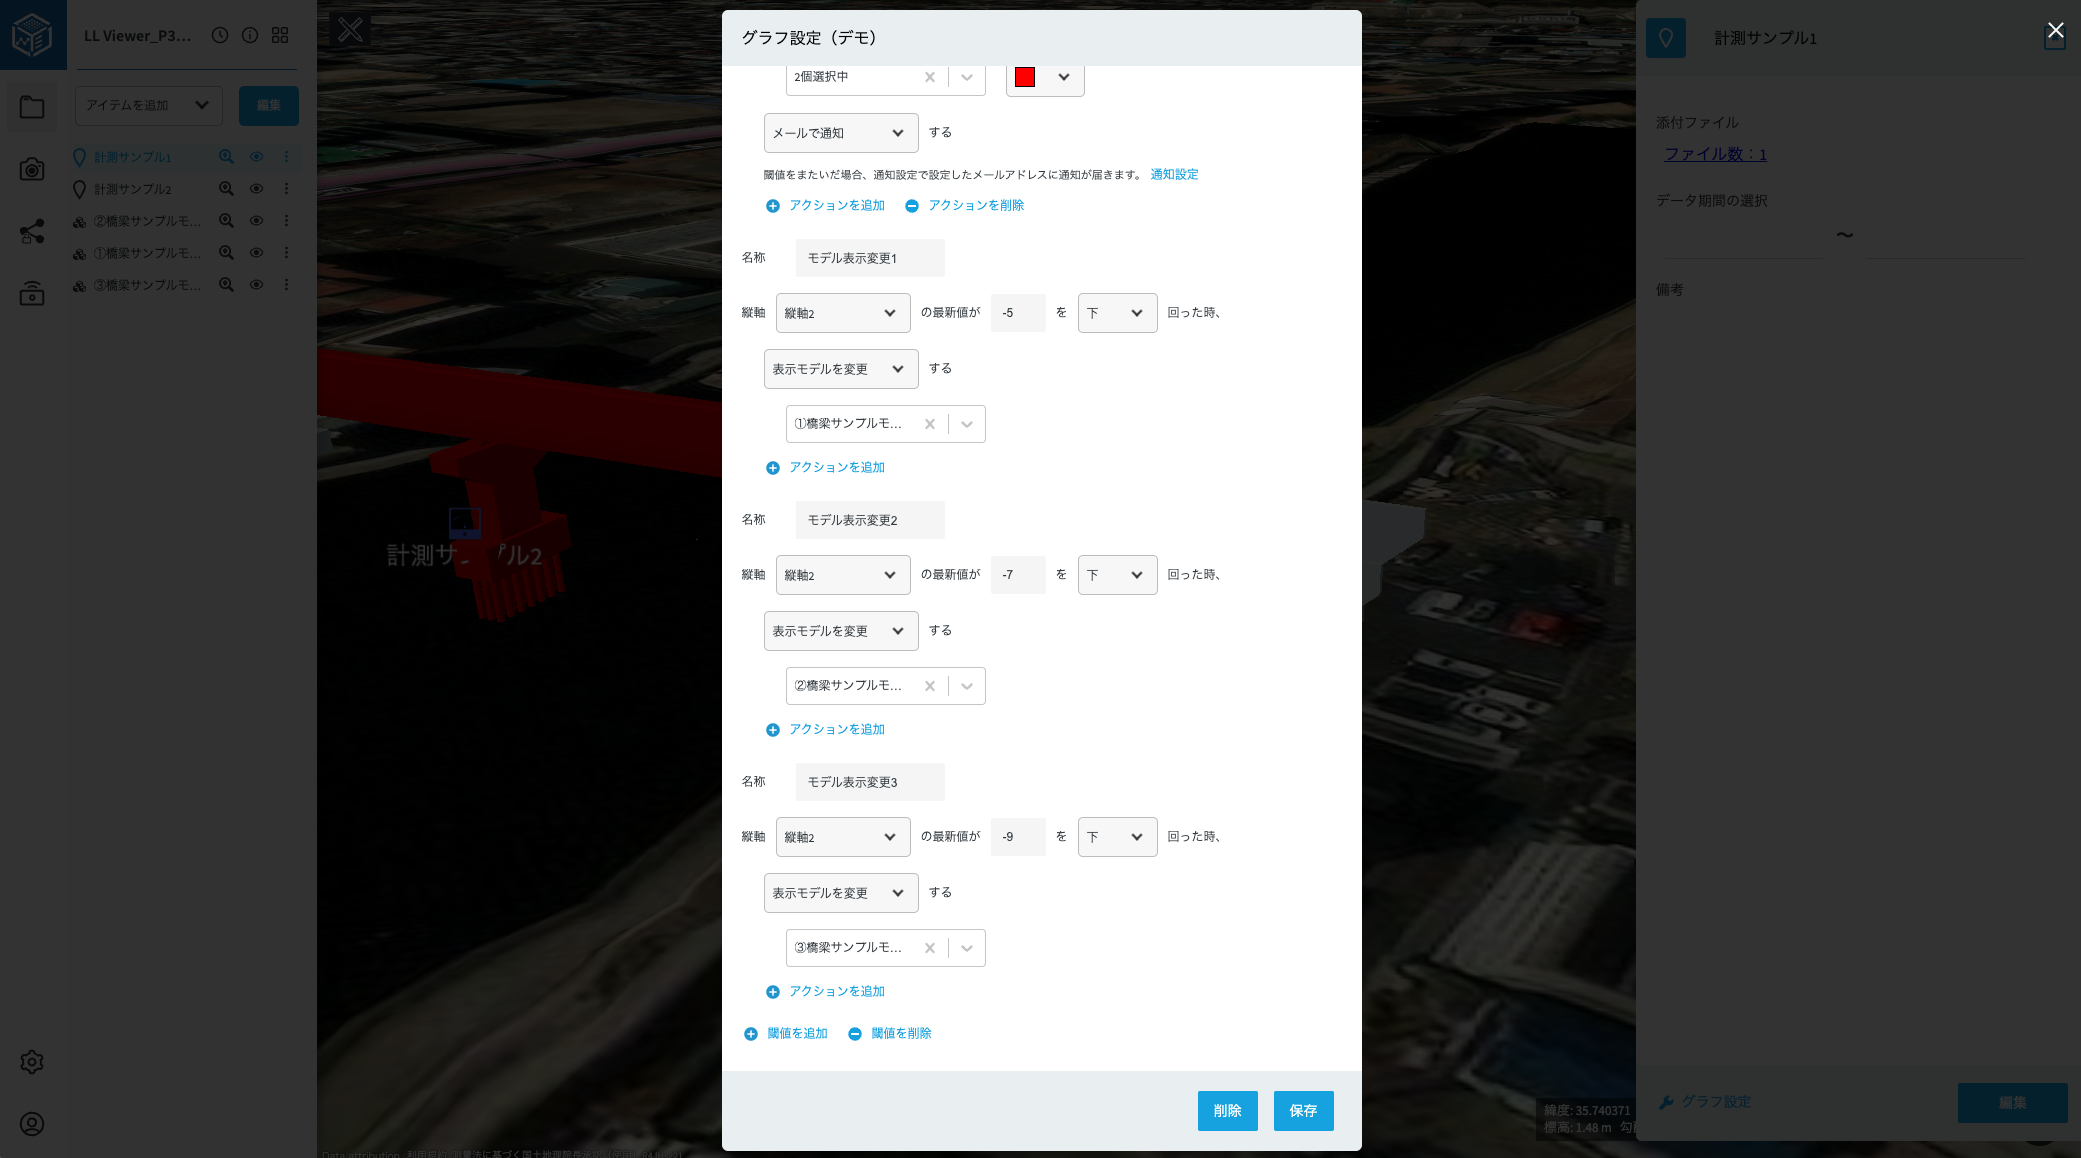 LL Viewer_P3...
アイテムを追加
編集
計測サンプル1
計測サンプル2
②橋梁サンプルモ...
①橋梁サンプルモ...
③橋梁サンプルモ...
計測サ
プル2
グラフ設定（デモ）
2個選択中
メールで通知 する
閾値をまたいだ場合、通知設定で設定したメールアドレスに通知が届きます。 通知設定
アクションを追加 アクションを削除
名称 モデル表示変更1
縦軸 縦軸2 の最新値が -5 を 下 回った時、
表示モデルを変更 する
①橋梁サンプルモ...
アクションを追加
名称 モデル表示変更2
縦軸 縦軸2 の最新値が -7 を 下 回った時、
表示モデルを変更 する
②橋梁サンプルモ...
アクションを追加
名称 モデル表示変更3
縦軸 縦軸2 の最新値が -9 を 下 回った時、
表示モデルを変更 する
③橋梁サンプルモ...
アクションを追加
閾値を追加 閾値を削除
削除 保存
計測サンプル1
添付ファイル
ファイル数：1
データ期間の選択
〜
備考
緯度: 35.740371
標高: 1.48 m
グラフ設定
編集
Data attribution